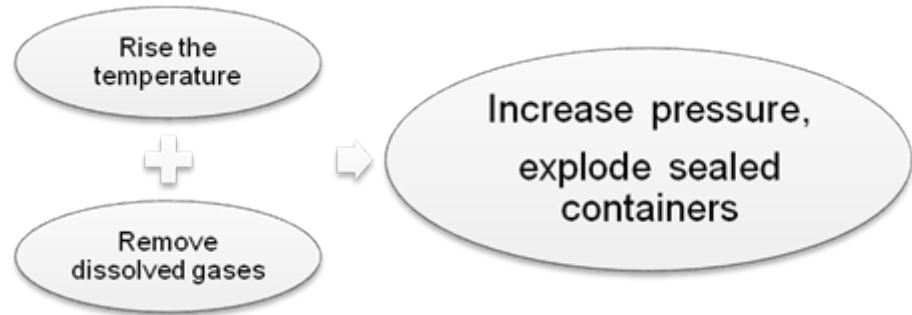 Rise the
temperature
Remove
dissolved gases
Increase pressure,
explode sealed
containers